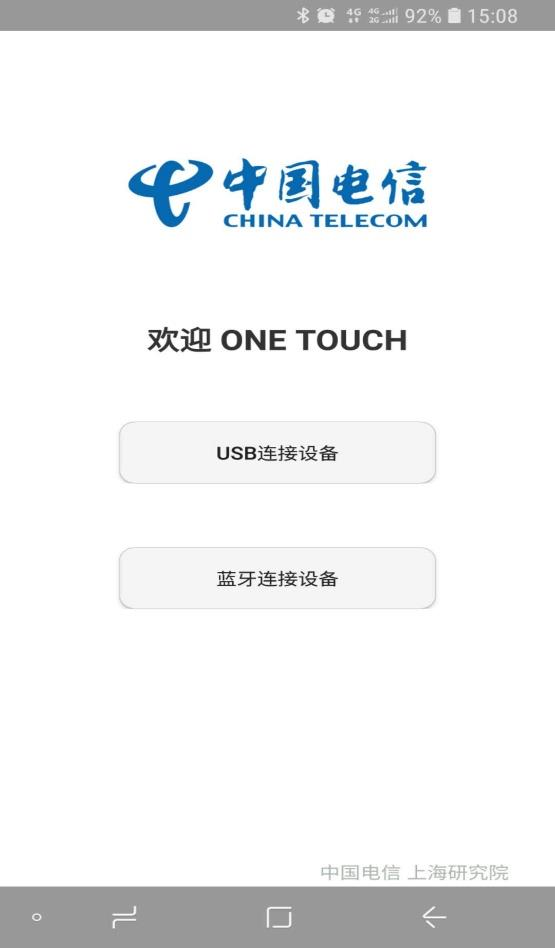 4G 4G 2G 92% 15:08
中国电信
CHINA TELECOM
欢迎 ONE TOUCH
USB连接设备
蓝牙连接设备
中国电信 上海研究院